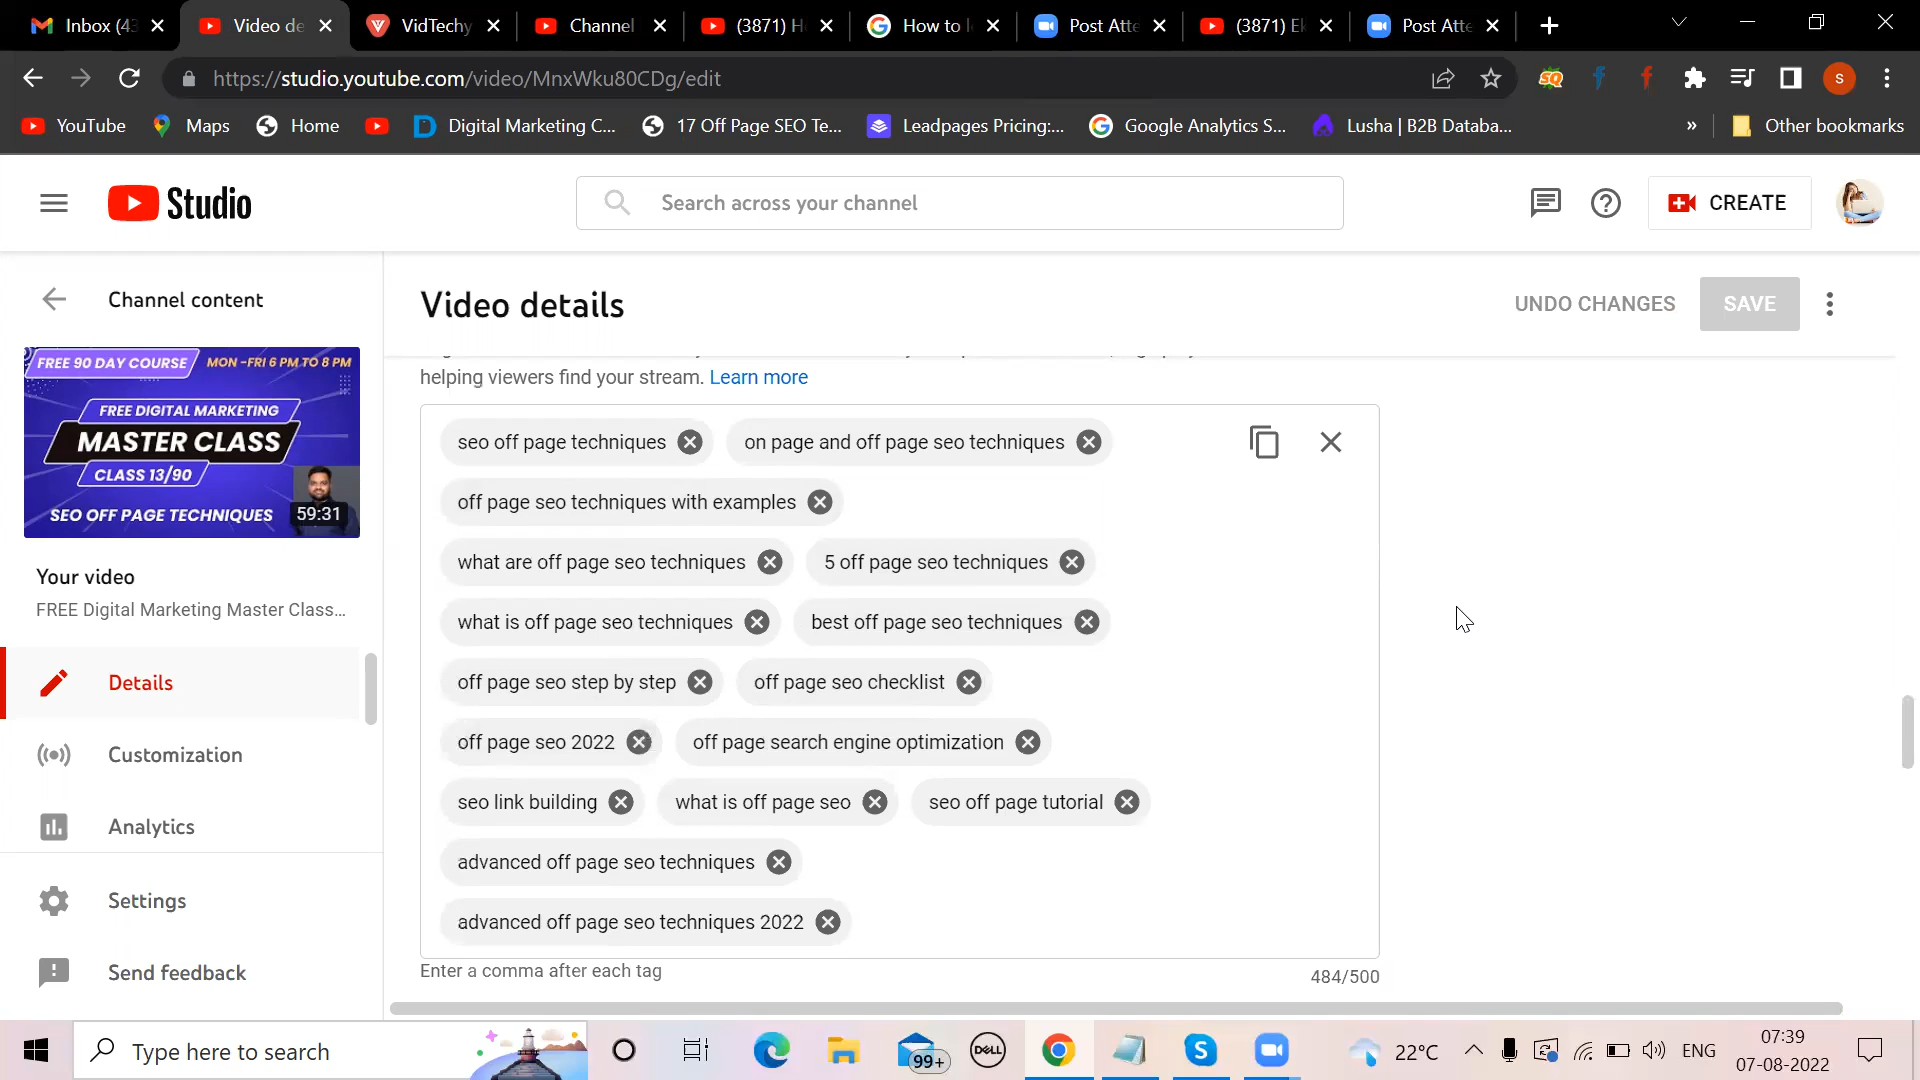 Inbox (43
Video de
VidTechy
Channel
(3871) H
How to l
Post Atte
(3871) Ek
Post Atte
https://studio.youtube.com/video/MnxWku80CDg/edit
SQ
f
f
s
YouTube
Maps
Home
Digital Marketing C...
17 Off Page SEO Te...
Leadpages Pricing:...
Google Analytics S...
Lusha | B2B Databa...
»
Other bookmarks
Studio
Search across your channel
CREATE
Channel content
Video details
UNDO CHANGES
SAVE
FREE 90 DAY COURSE
MON -FRI 6 PM TO 8 PM
FREE DIGITAL MARKETING
MASTER CLASS
CLASS 13/90
SEO OFF PAGE TECHNIQUES
59:31
Your video
FREE Digital Marketing Master Class...
Details
Customization
Analytics
Settings
Send feedback
helping viewers find your stream. Learn more
seo off page techniques
on page and off page seo techniques
off page seo techniques with examples
what are off page seo techniques
5 off page seo techniques
what is off page seo techniques
best off page seo techniques
off page seo step by step
off page seo checklist
off page seo 2022
off page search engine optimization
seo link building
what is off page seo
seo off page tutorial
advanced off page seo techniques
advanced off page seo techniques 2022
Enter a comma after each tag
484/500
Type here to search
99+
DELL
22°C
ENG
07:39
07-08-2022